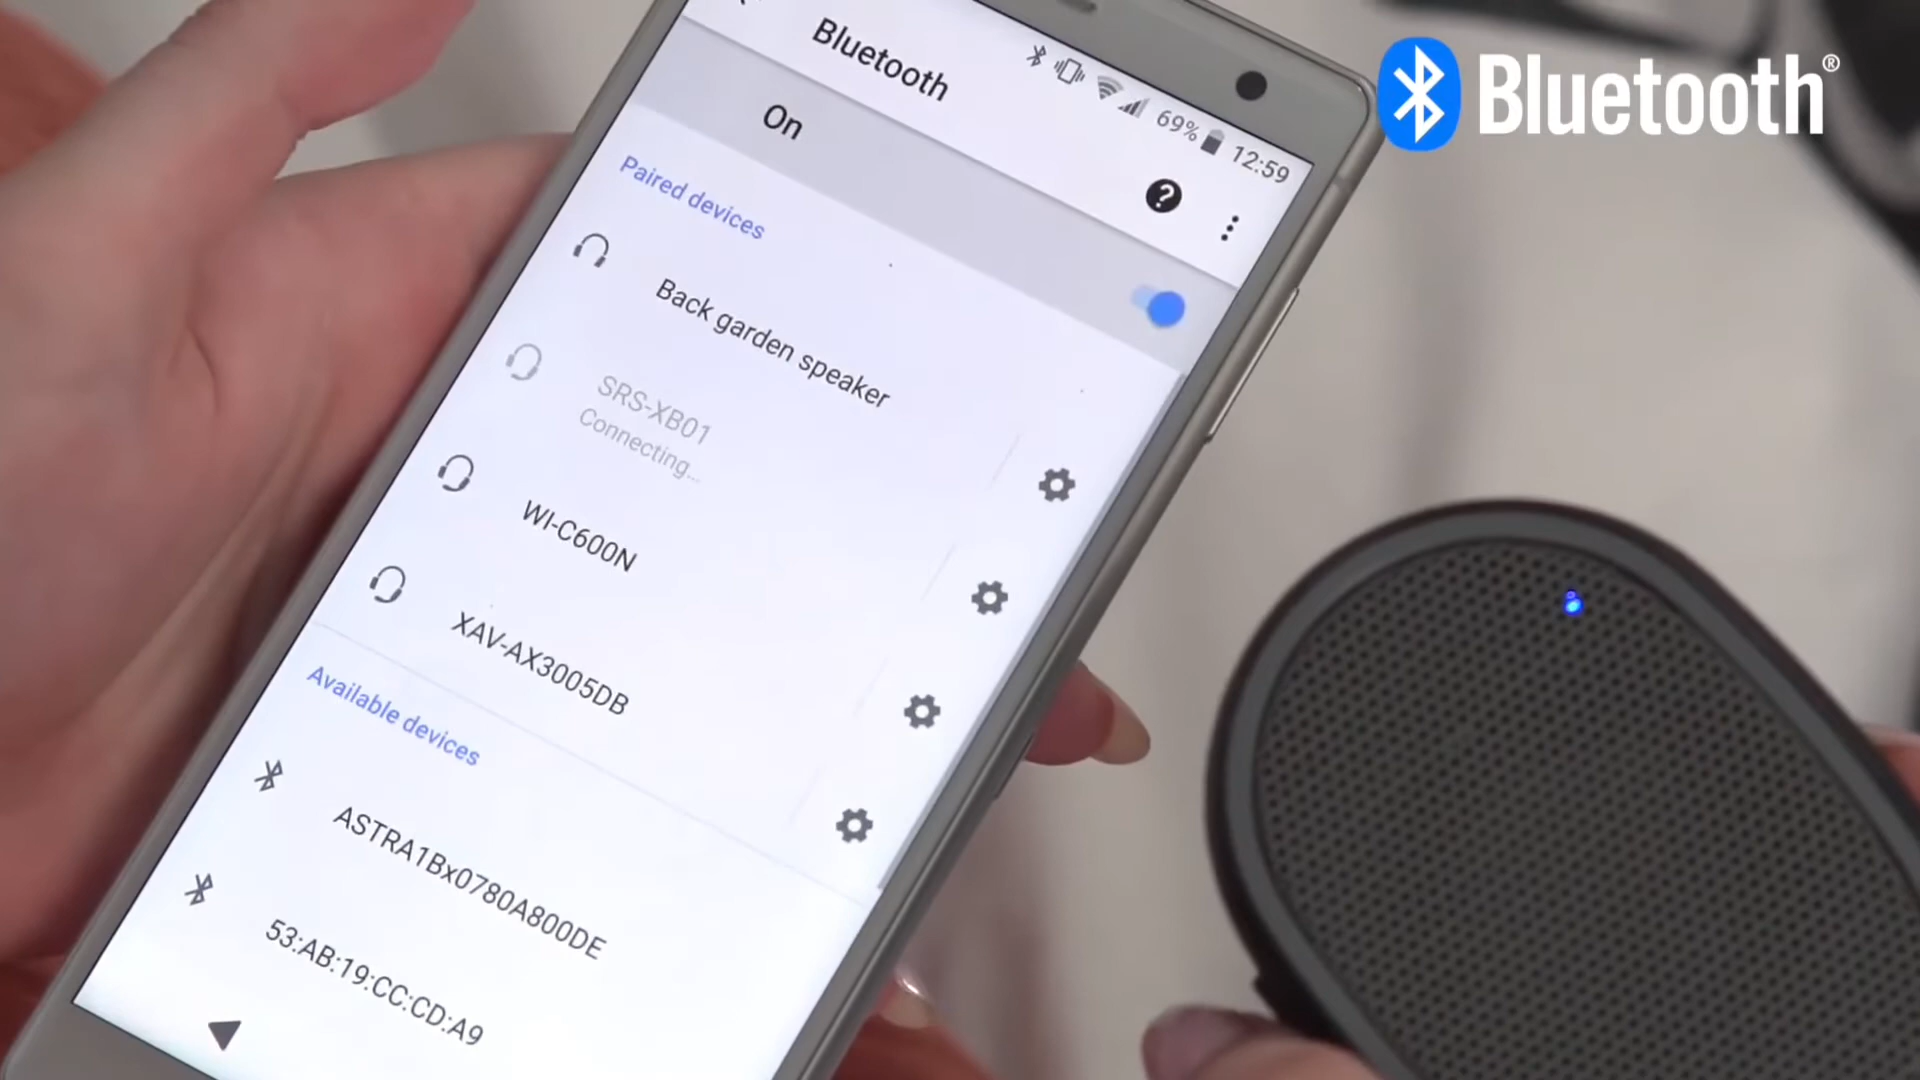 Bluetooth
69% 12:59
On
Paired devices
Back garden speaker
SRS-XB01
Connecting...
WI-C600N
XAV-AX3005DB
Available devices
ASTRA1Bx0780A800DE
53:AB:19:CC:CD:A9
Bluetooth®